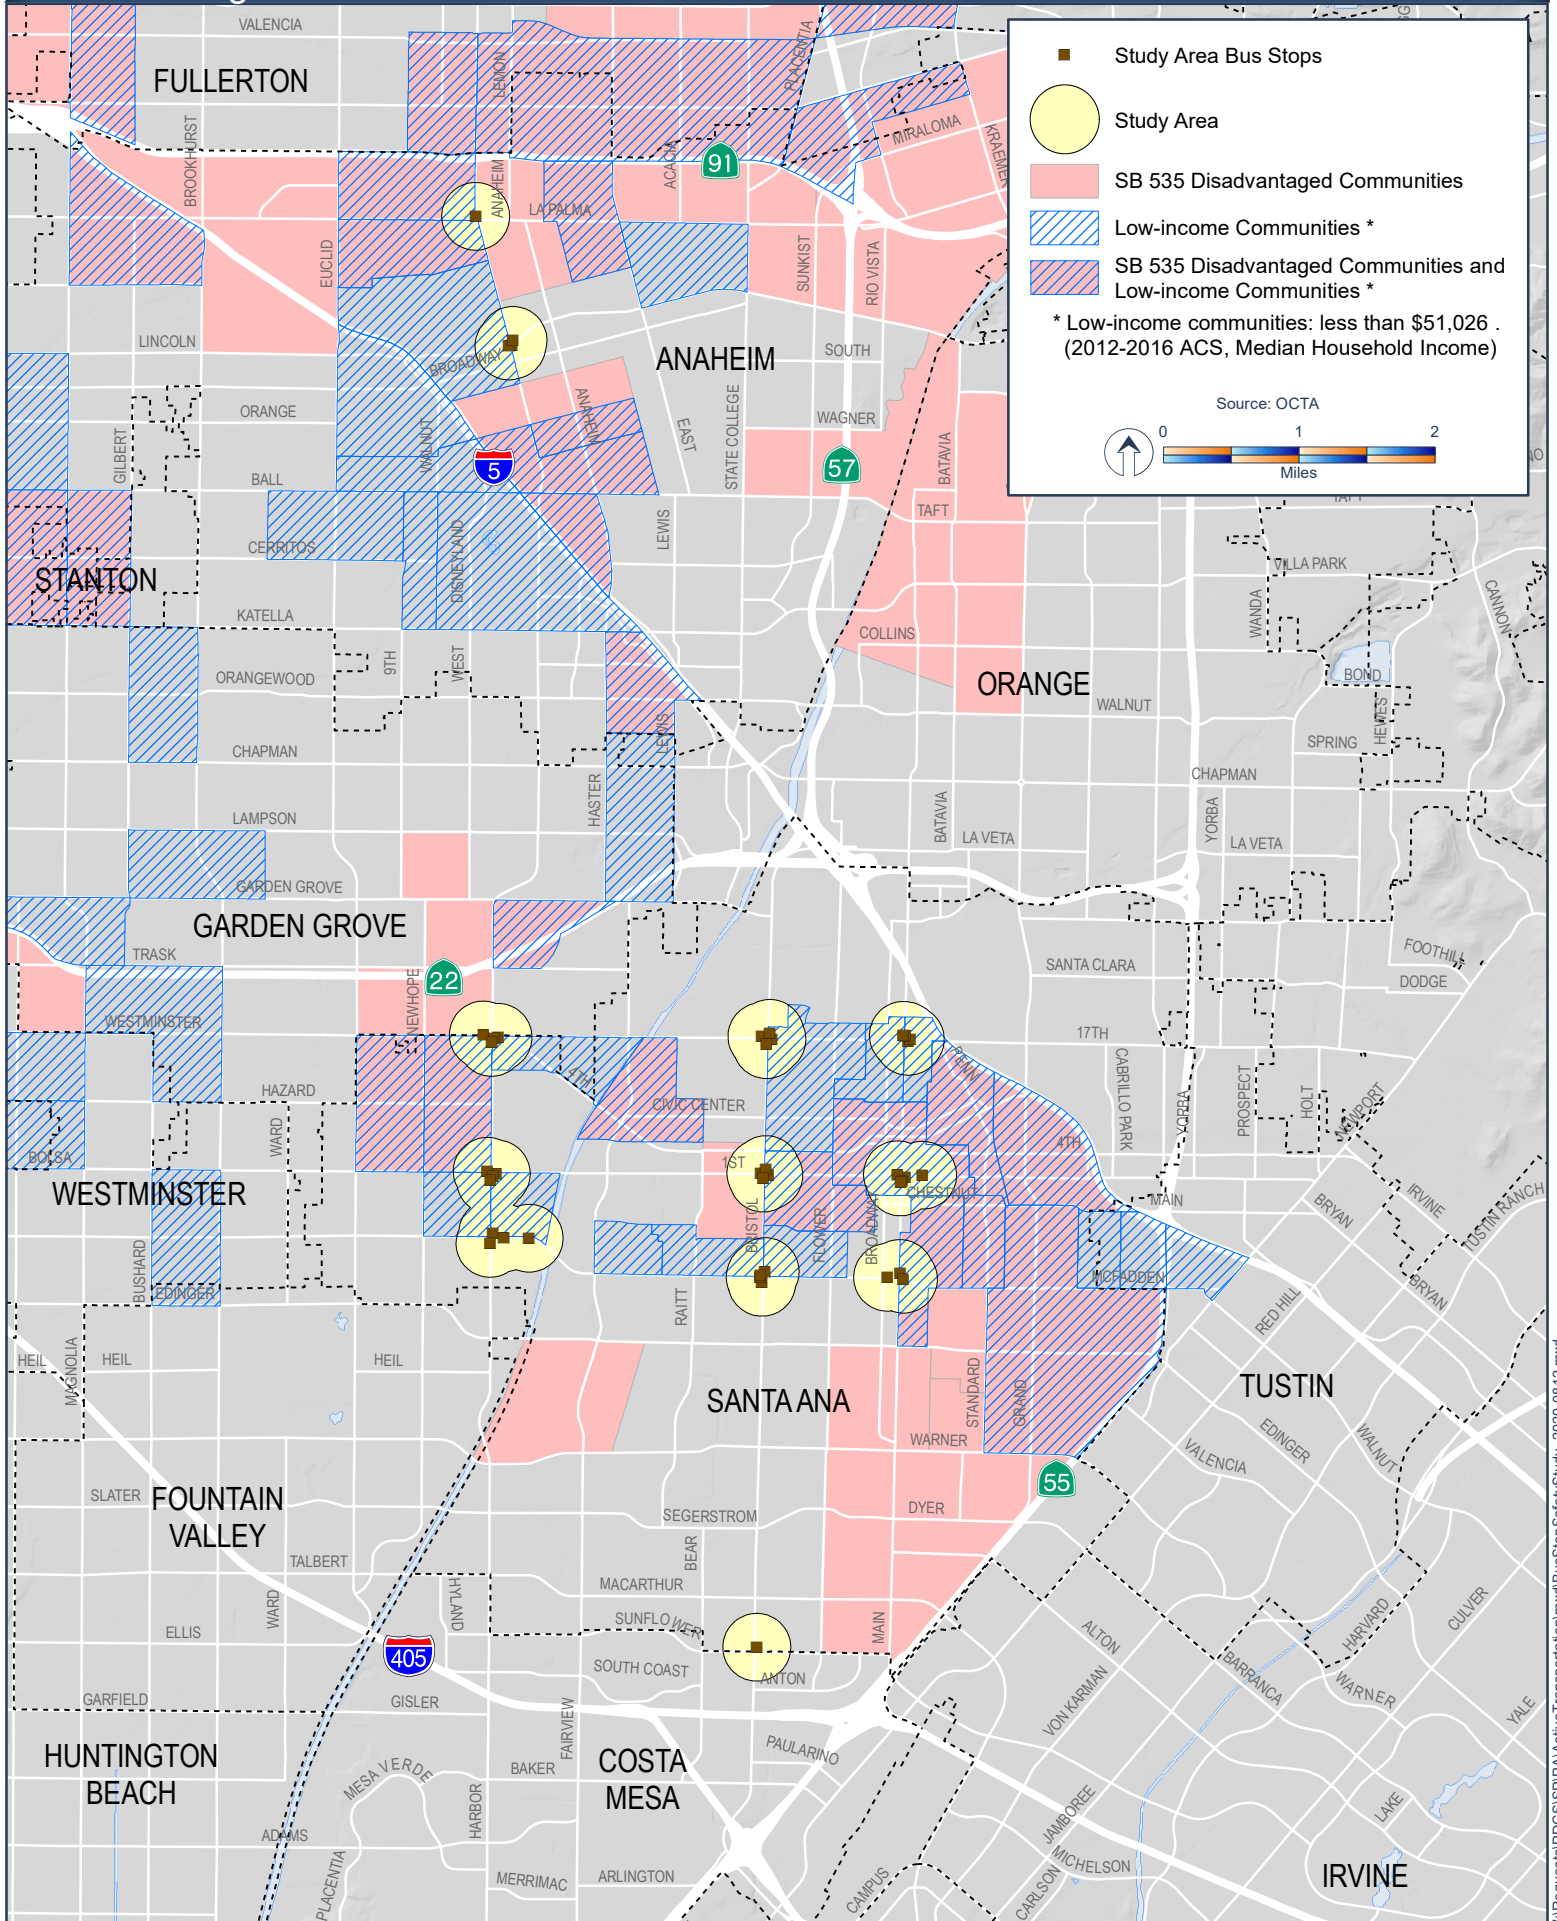 VALENCIA
FULLERTON
LEMON
PLACENTIA
BROOKHURST
ANAHEIM
ACACIA
91
MIRALOMA
KRAEMER
LA PALMA
EUCLID
SUNKIST
RIO VISTA
LINCOLN
BROADWAY
ANAHEIM
SOUTH
ORANGE
GILBERT
WALNUT
ANAHEIM
EAST
STATE COLLEGE
WAGNER
BATAVIA
BALL
5
57
TAFT
TAFT
LEWIS
CERRITOS
DISNEYLAND
STANTON
VILLA PARK
CANNON
WANDA
KATELLA
COLLINS
9TH
WEST
ORANGEWOOD
ORANGE
BOND
WALNUT
HEWES
LEWIS
SPRING
CHAPMAN
CHAPMAN
HASTER
LAMPSON
BATAVIA
LA VETA
YORBA
LA VETA
GARDEN GROVE
GARDEN GROVE
TRASK
22
NEWHOPE
SANTA CLARA
FOOTHILL
DODGE
WESTMINSTER
17TH
PENN
HAZARD
4TH
CIVIC CENTER
CABRILLO PARK
YORBA
PROSPECT
HOLT
NEWPORT
WARD
4TH
BOLSA
1ST
WESTMINSTER
CHESTNUT
MAIN
BRYAN
IRVINE
TUSTIN RANCH
BRISTOL
FLOWER
BROADWAY
BUSHARD
EDINGER
MCFADDEN
BRYAN
RAITT
RED HILL
HEIL
HEIL
HEIL
MAGNOLIA
SANTA ANA
STANDARD
GRAND
TUSTIN
WARNER
EDINGER
WALNUT
VALENCIA
55
SLATER
FOUNTAIN
VALLEY
SEGERSTROM
DYER
TALBERT
BEAR
MACARTHUR
WARD
HYLAND
SUNFLOWER
MAIN
ELLIS
405
SOUTH COAST
ANTON
ALTON
HARVARD
CULVER
BARRANCA
WARNER
YALE
GARFIELD
GISLER
FAIRVIEW
VON KARMAN
PAULARINO
HUNTINGTON
BEACH
MESA VERDE
BAKER
COSTA
MESA
HARBOR
JAMBOREE
LAKE
ADAMS
PLACENTIA
MERRIMAC
ARLINGTON
CAMPUS
CARLSON
MICHELSON
IRVINE
Study Area Bus Stops
Study Area
SB 535 Disadvantaged Communities
Low-income Communities *
SB 535 Disadvantaged Communities and
Low-income Communities *
* Low-income communities: less than $51,026 .
(2012-2016 ACS, Median Household Income)
Source: OCTA
0 1 2
Miles